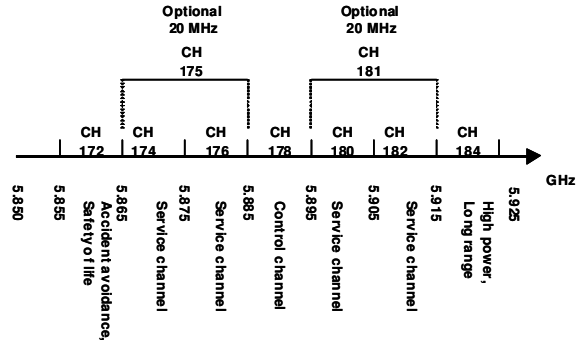 Optional
20 MHz
CH
175
Optional
20 MHz
CH
181
CH
172
CH
174
CH
176
CH
178
CH
180
CH
182
CH
184
GHz
5.850
5.855
Accident avoidance,
Safety of life
5.865
Service channel
5.875
Service channel
5.885
Control channel
5.895
Service channel
5.905
Service channel
5.915
High power,
Long range
5.925